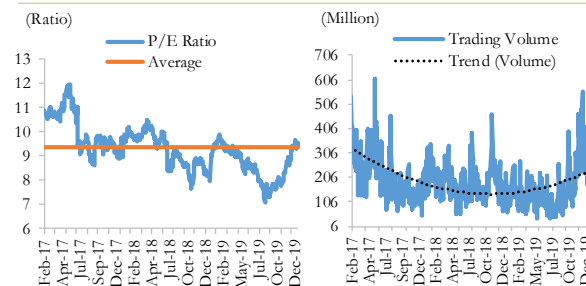 (Ratio)
13
12
11
10
9
8
7
6
P/E Ratio
Average
Feb-17
Apr-17
Jul-17
Sep-17
Dec-17
Feb-18
Apr-18
Jul-18
Oct-18
Dec-18
Feb-19
May-19
Jul-19
Oct-19
Dec-19
(Million)
706
606
506
406
306
206
106
6
Trading Volume
Trend (Volume)
Feb-17
Apr-17
Jul-17
Sep-17
Dec-17
Feb-18
Apr-18
Jul-18
Oct-18
Dec-18
Feb-19
May-19
Jul-19
Oct-19
Dec-19